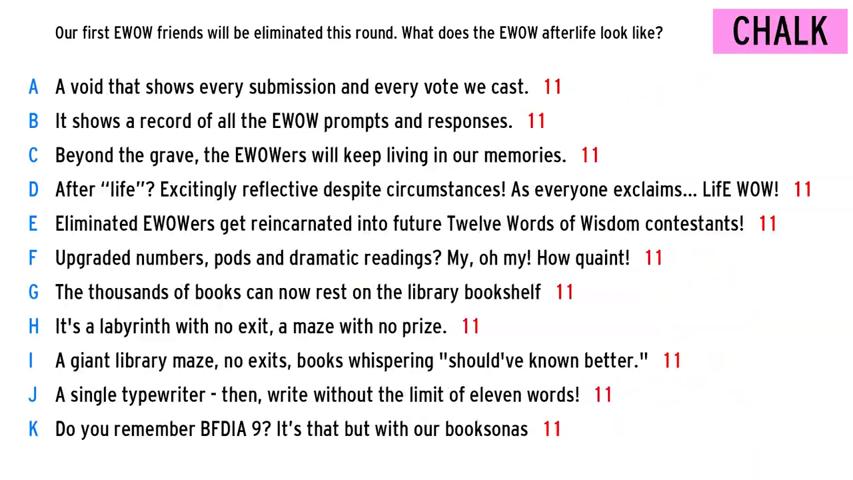 Our first EWOW friends will be eliminated this round. What does the EWOW afterlife look like?
CHALK
A A void that shows every submission and every vote we cast. 11
B It shows a record of all the EWOW prompts and responses. 11
C Beyond the grave, the EWOWers will keep living in our memories. 11
D After “life”? Excitingly reflective despite circumstances! As everyone exclaims... LifE WOW! 11
E Eliminated EWOWers get reincarnated into future Twelve Words of Wisdom contestants! 11
F Upgraded numbers, pods and dramatic readings? My, oh my! How quaint! 11
G The thousands of books can now rest on the library bookshelf 11
H It's a labyrinth with no exit, a maze with no prize. 11
I A giant library maze, no exits, books whispering "should've known better." 11
J A single typewriter - then, write without the limit of eleven words! 11
K Do you remember BFDIA 9? It’s that but with our booksonas 11